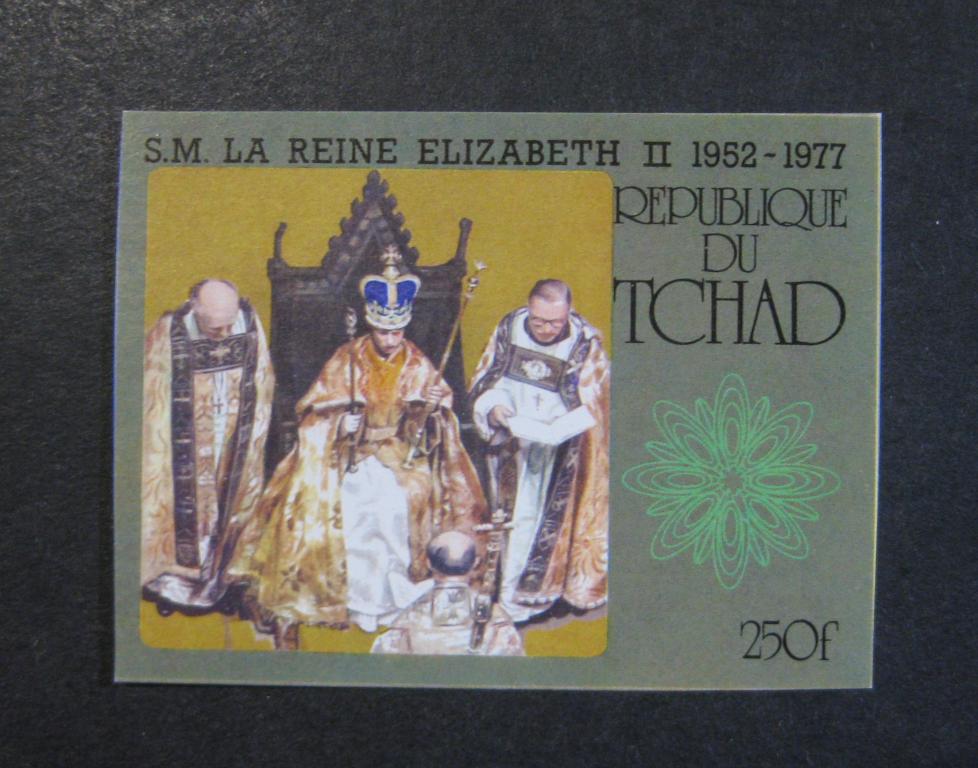 S.M. LA REINE ELIZABETH II 1952-1977
REPUBLIQUE
DU
TCHAD
250f